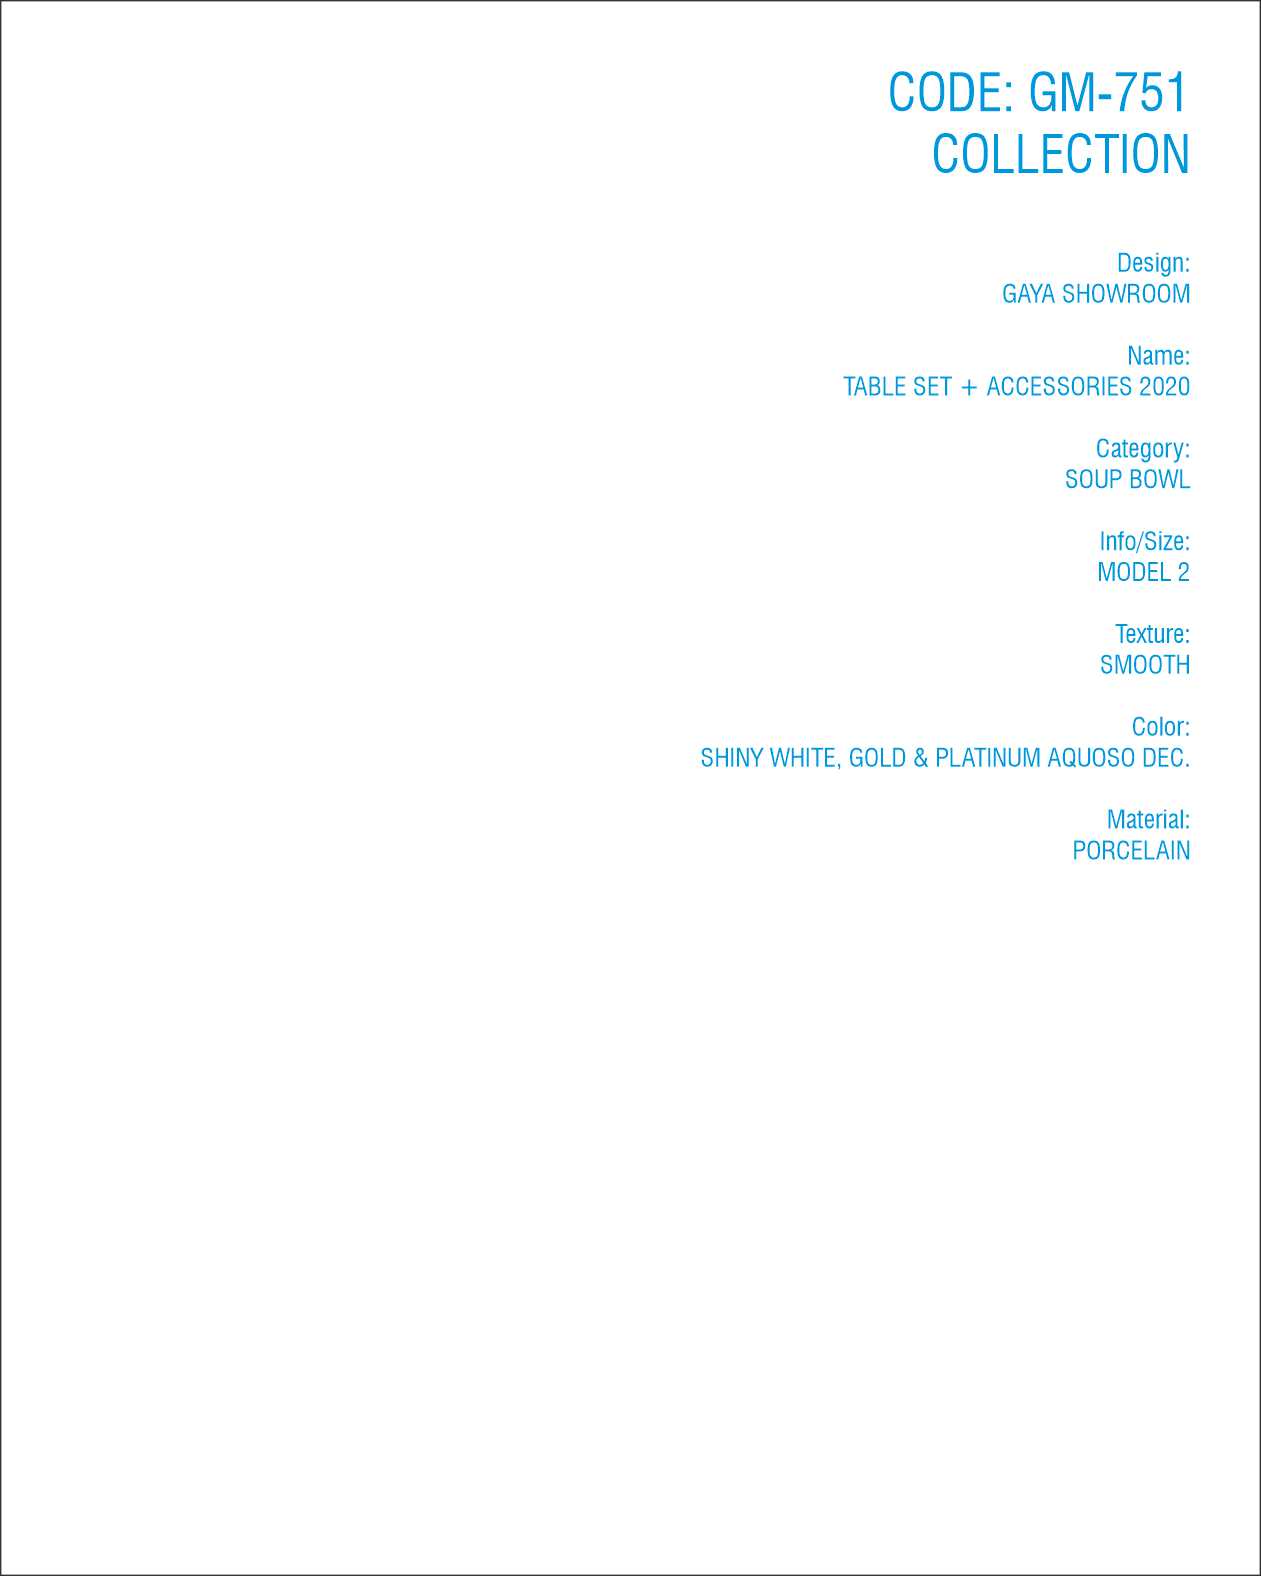 CODE: GM-751
COLLECTION
Design:
GAYA SHOWROOM
Name:
TABLE SET + ACCESSORIES 2020
Category:
SOUP BOWL
Info/Size:
MODEL 2
Texture:
SMOOTH
Color:
SHINY WHITE, GOLD & PLATINUM AQUOSO DEC.
Material:
PORCELAIN